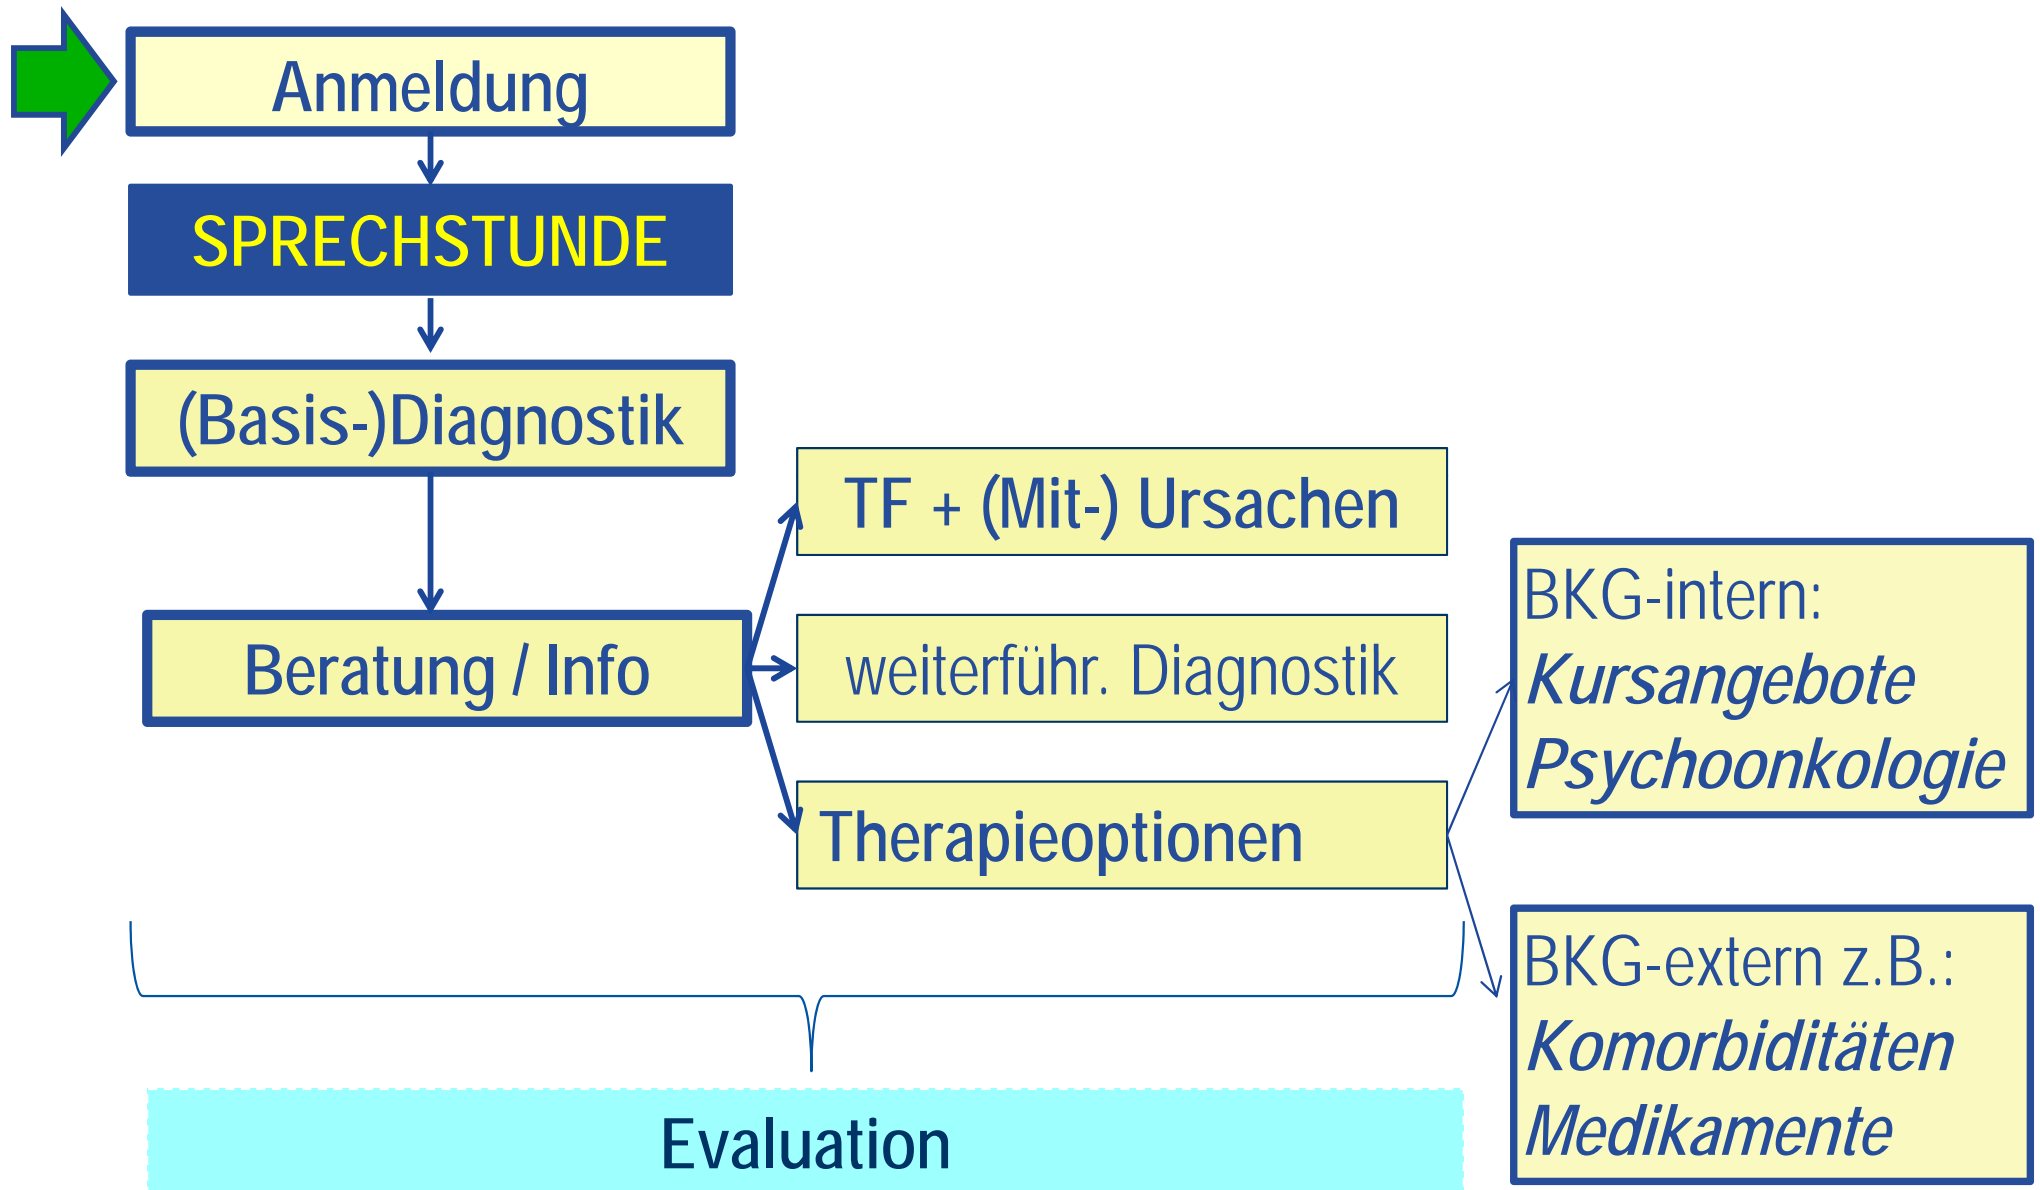 Anmeldung
SPRECHSTUNDE
(Basis-)Diagnostik
Beratung / Info
TF + (Mit-) Ursachen
weiterführ. Diagnostik
Therapieoptionen
BKG-intern:
Kursangebote
Psychoonkologie
BKG-extern z.B.:
Komorbiditäten
Medikamente
Evaluation